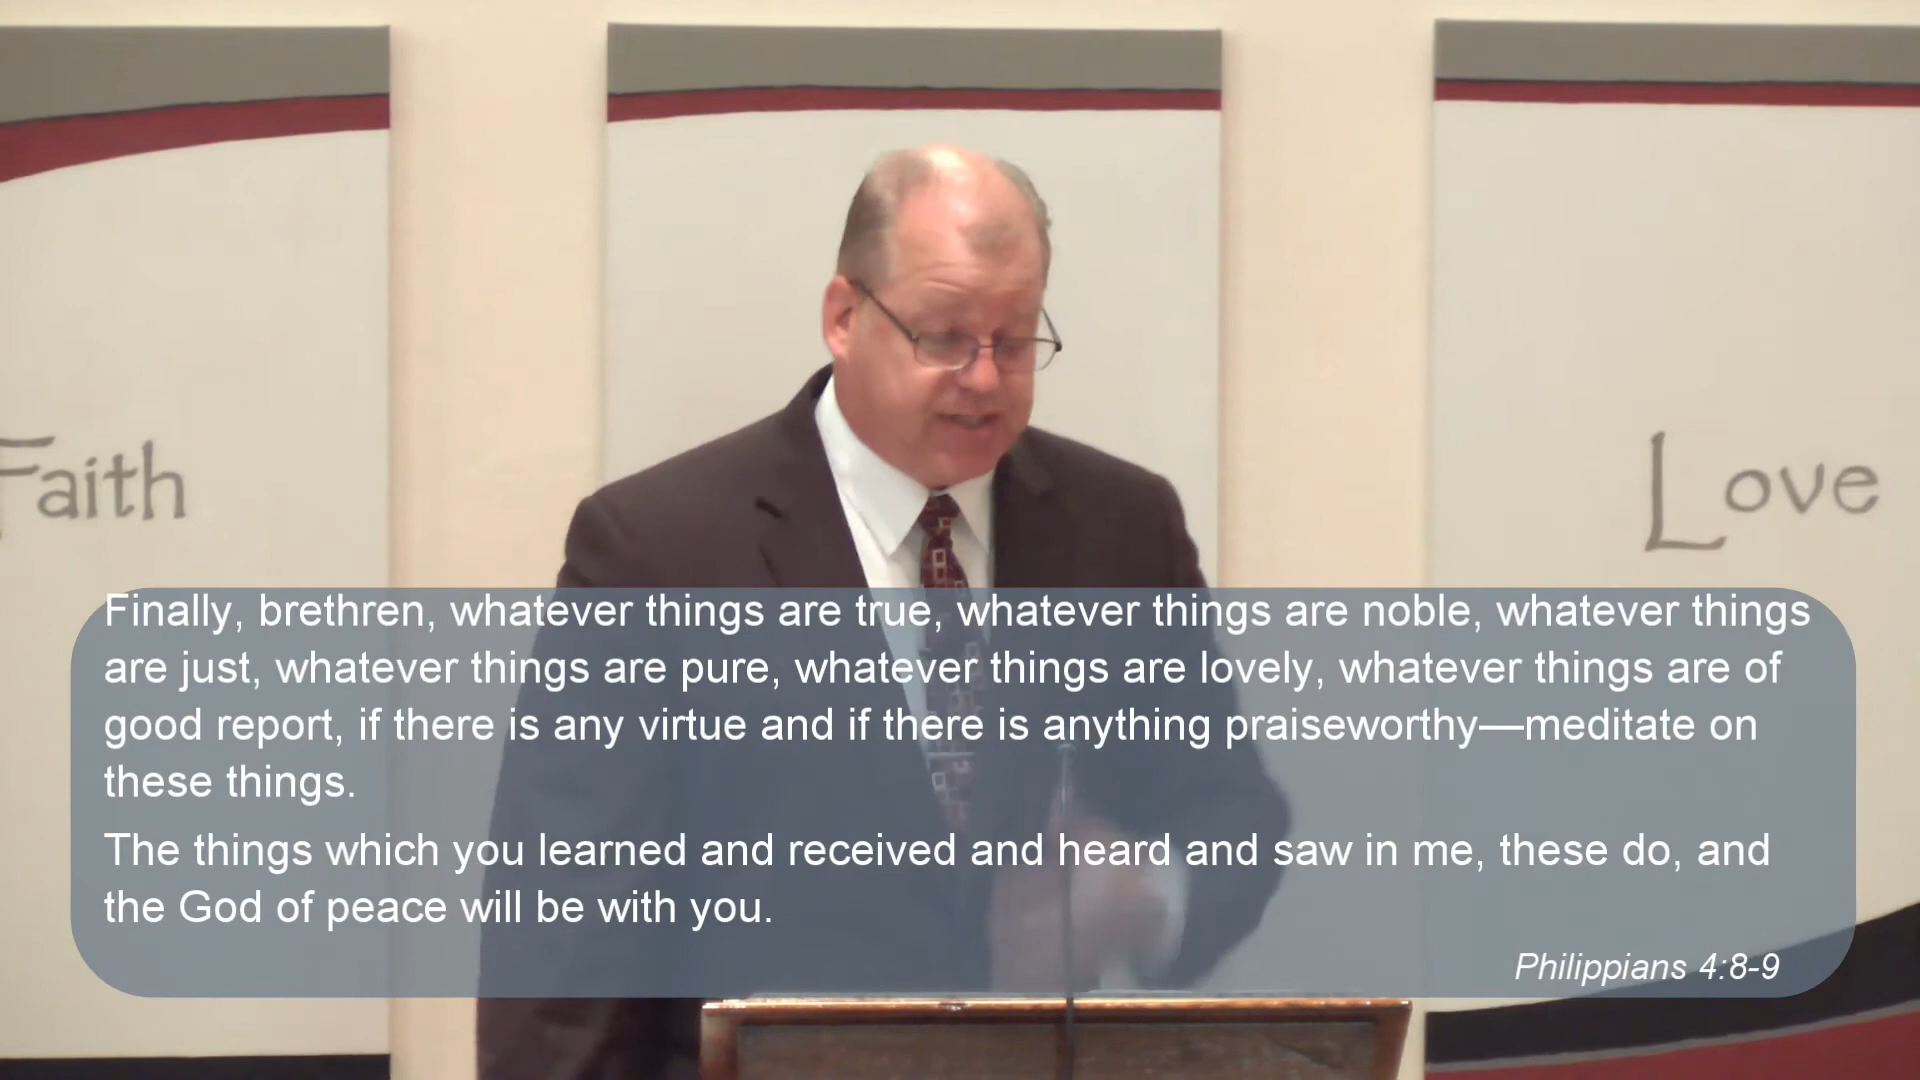 Faith
Love
Finally, brethren, whatever things are true, whatever things are noble, whatever things
are just, whatever things are pure, whatever things are lovely, whatever things are of
good report, if there is any virtue and if there is anything praiseworthy—meditate on
these things.
The things which you learned and received and heard and saw in me, these do, and
the God of peace will be with you.
Philippians 4:8-9